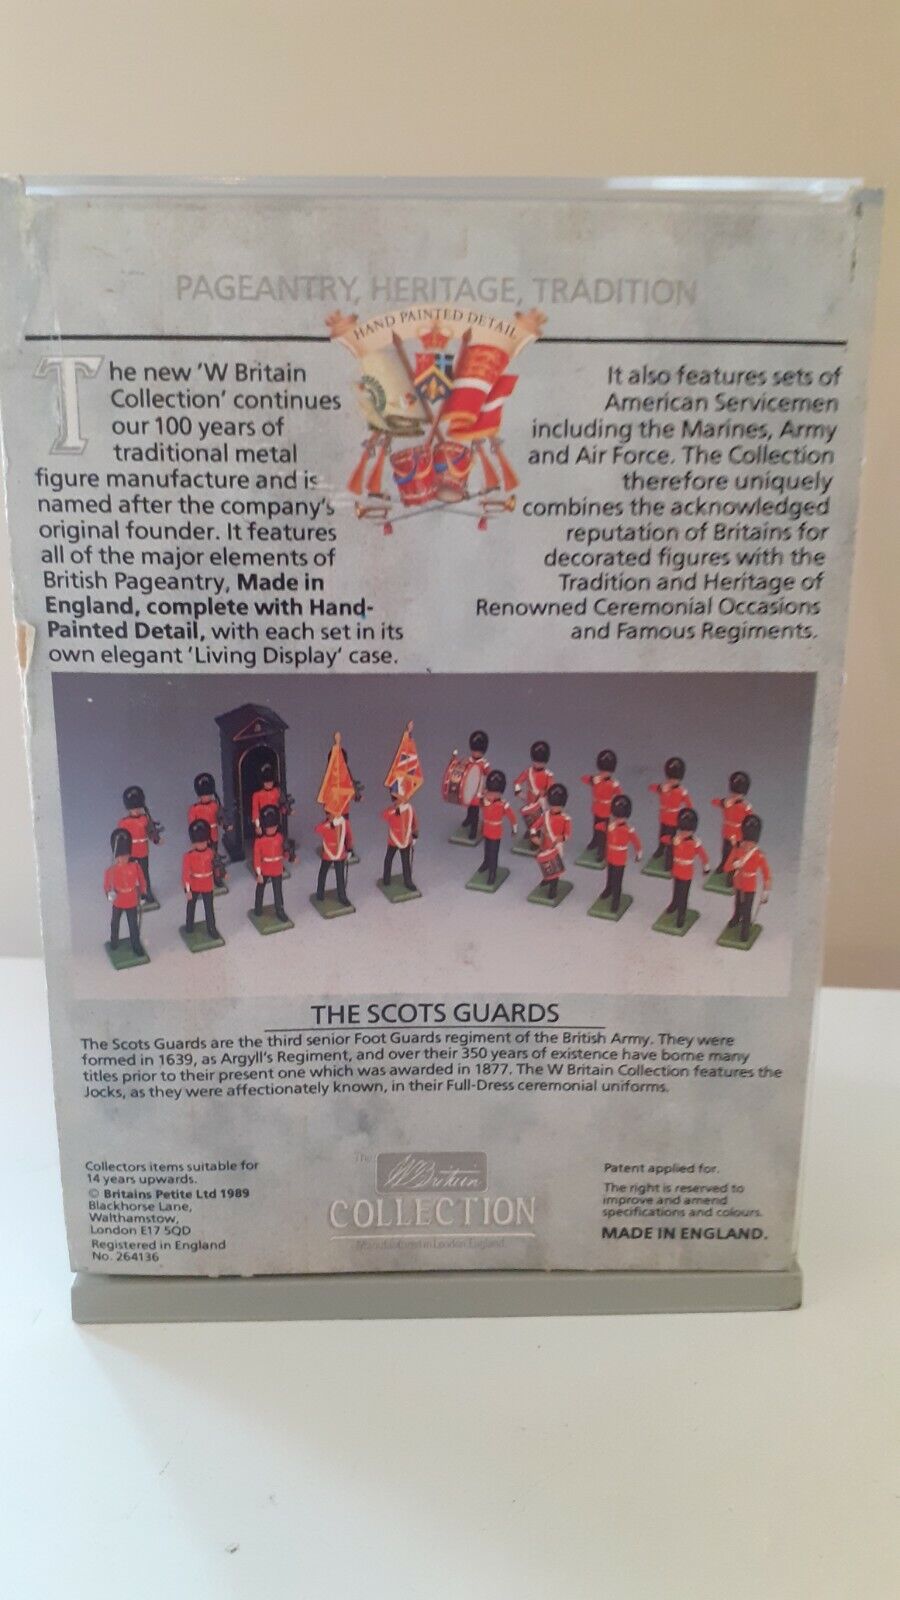 PAGEANTRY, HERITAGE, TRADITION
HAND PAINTED DETAIL
The new 'W Britain
Collection' continues
our 100 years of
traditional metal
figure manufacture and is
named after the company's
original founder. It features
all of the major elements of
British Pageantry, Made in
England, complete with Hand-
Painted Detail, with each set in its
own elegant 'Living Display' case.
It also features sets of
American Servicemen
including the Marines, Army
and Air Force. The Collection
therefore uniquely
combines the acknowledged
reputation of Britains for
decorated figures with the
Tradition and Heritage of
Renowned Ceremonial Occasions
and Famous Regiments.
THE SCOTS GUARDS
The Scots Guards are the third senior Foot Guards regiment of the British Army. They were
formed in 1639, as Argyll's Regiment, and over their 350 years of existence have borne many
titles prior to their present one which was awarded in 1877. The W Britain Collection features the
Jocks, as they were affectionately known, in their Full-Dress ceremonial uniforms.
Collectors items suitable for
14 years upwards.
© Britains Petite Ltd 1989
Blackhorse Lane,
Walthamstow,
London E17 5QD
Registered in England
No. 264136
The
W Britain
COLLECTION
Manufactured in London England
Patent applied for.
The right is reserved to
improve and amend
specifications and colours.
MADE IN ENGLAND.